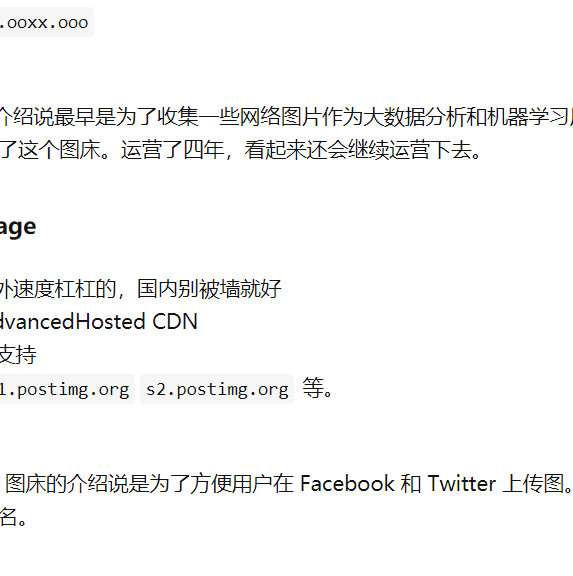 .ooxx.ooo
介绍说最早是为了收集一些网络图片作为大数据分析和机器学习
了这个图床。运营了四年，看起来还会继续运营下去。
age
外速度杠杠的，国内别被墙就好
dvancedHosted CDN
支持
1.postimg.org s2.postimg.org 等。
图床的介绍说是为了方便用户在 Facebook 和 Twitter 上传图。
名。